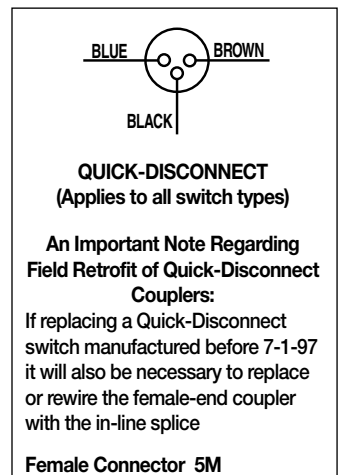 BLUE BROWN
BLACK
QUICK-DISCONNECT
(Applies to all switch types)
An Important Note Regarding
Field Retrofit of Quick-Disconnect
Couplers:
If replacing a Quick-Disconnect
switch manufactured before 7-1-97
it will also be necessary to replace
or rewire the female-end coupler
with the in-line splice
Female Connector 5M